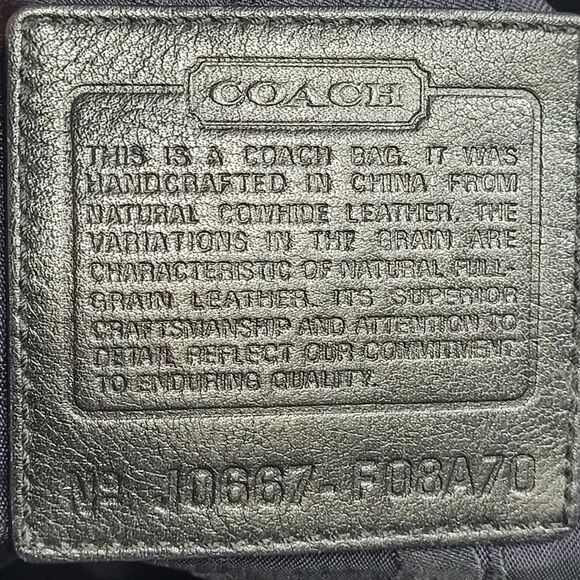 COACH
THIS IS A COACH BAG. IT WAS
HANDCRAFTED IN CHINA FROM
NATURAL COWHIDE LEATHER. THE
VARIATIONS IN THE GRAIN ARE
CHARACTERISTIC OF NATURAL FULL-
GRAIN LEATHER. ITS SUPERIOR
CRAFTSMANSHIP AND ATTENTION TO
DETAIL REFLECT OUR COMMITMENT
TO ENDURING QUALITY.
Nº J0667-F08A70